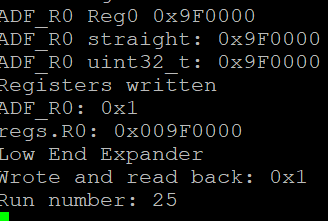 ADF_R0 Reg0 0x9F0000
ADF_R0 straight: 0x9F0000
ADF_R0 uint32_t: 0x9F0000
Registers written
ADF_R0: 0x1
regs.R0: 0x009F0000
Low End Expander
Wrote and read back: 0x1
Run number: 25